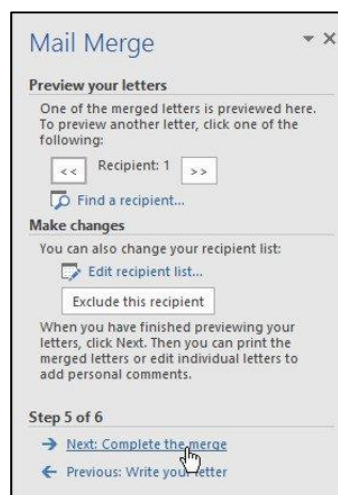 Mail Merge
Preview your letters
One of the merged letters is previewed here.
To preview another letter, click one of the
following:
<< Recipient: 1 >>
Find a recipient...
Make changes
You can also change your recipient list:
Edit recipient list...
Exclude this recipient
When you have finished previewing your
letters, click Next. Then you can print the
merged letters or edit individual letters to
add personal comments.
Step 5 of 6
Next: Complete the merge
Previous: Write your letter